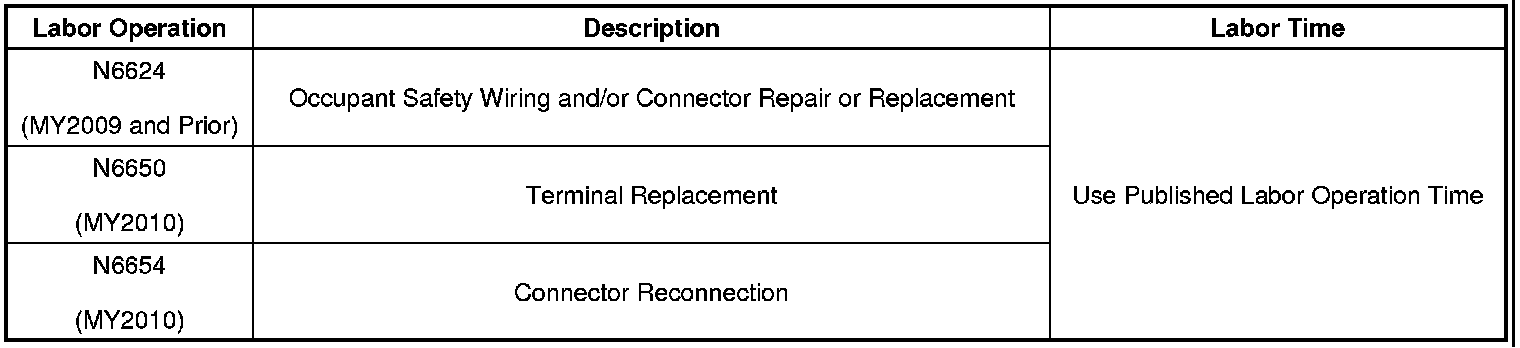 Labor Operation Description Labor Time
N6624
(MY2009 and Prior)
Occupant Safety Wiring and/or Connector Repair or Replacement
N6650
(MY2010)
Terminal Replacement
Use Published Labor Operation Time
N6654
(MY2010)
Connector Reconnection